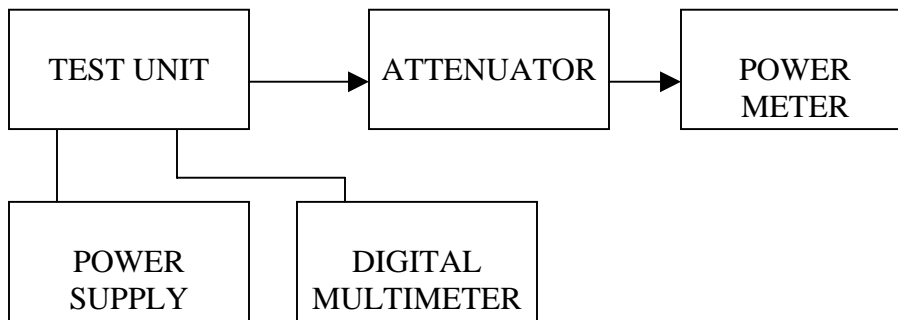 TEST UNIT
ATTENUATOR
POWER
METER
POWER
SUPPLY
DIGITAL
MULTIMETER